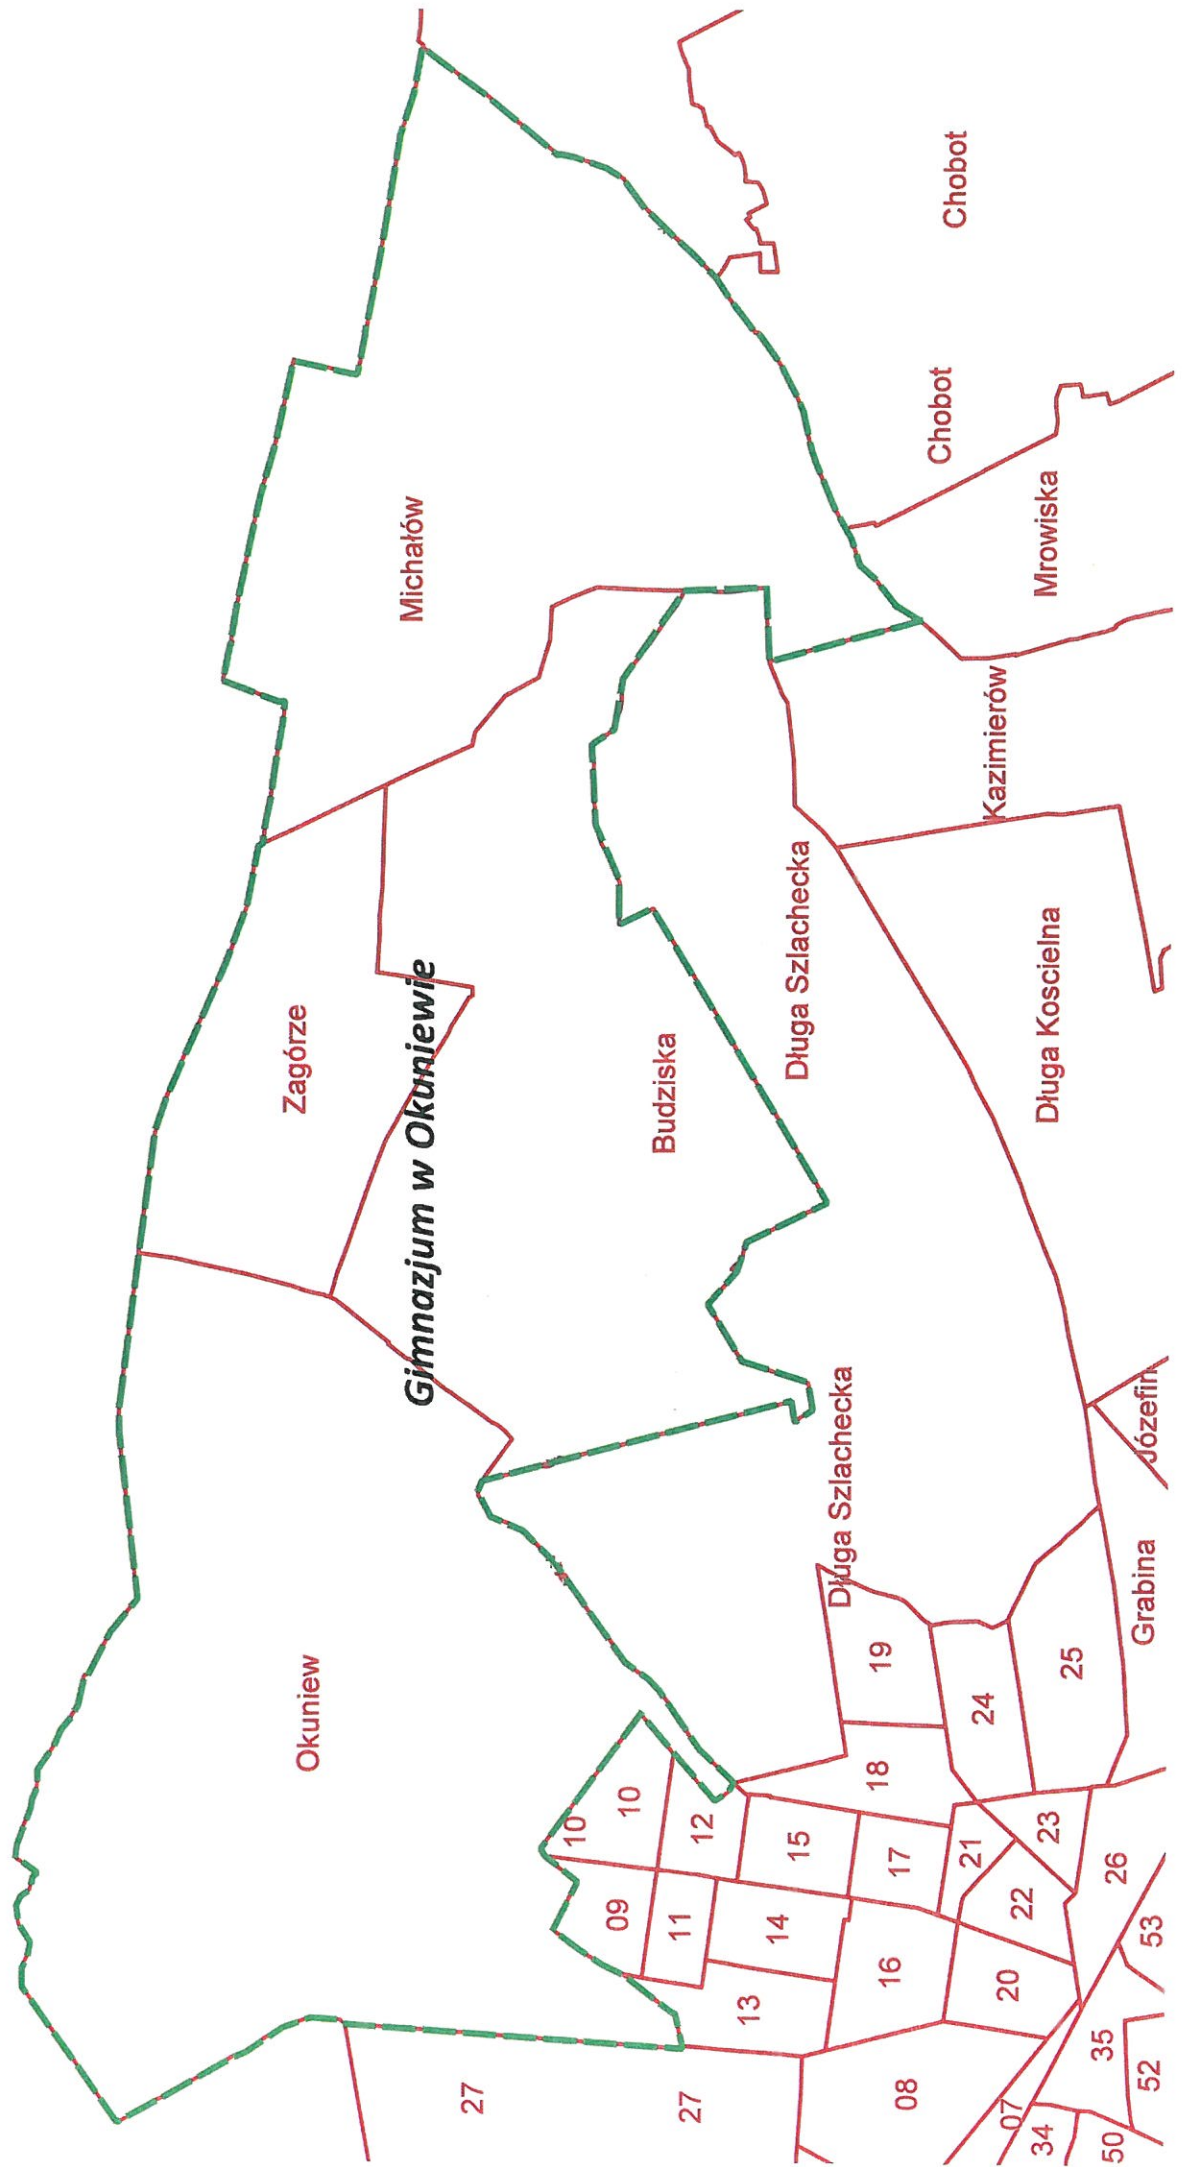 Michałów
Zagórze
Gimnazjum w Okuniewie
Okuniew
Budziska
Chobot
Chobot
Mrowiska
Kazimierów
Długa Szlachecka
Długa Koscielna
Długa Szlachecka
Józefin
Grabina
10
10
09
12
11
15
14
13
19
18
17
16
24
25
21
23
22
20
26
53
27
27
08
07
35
34
52
50